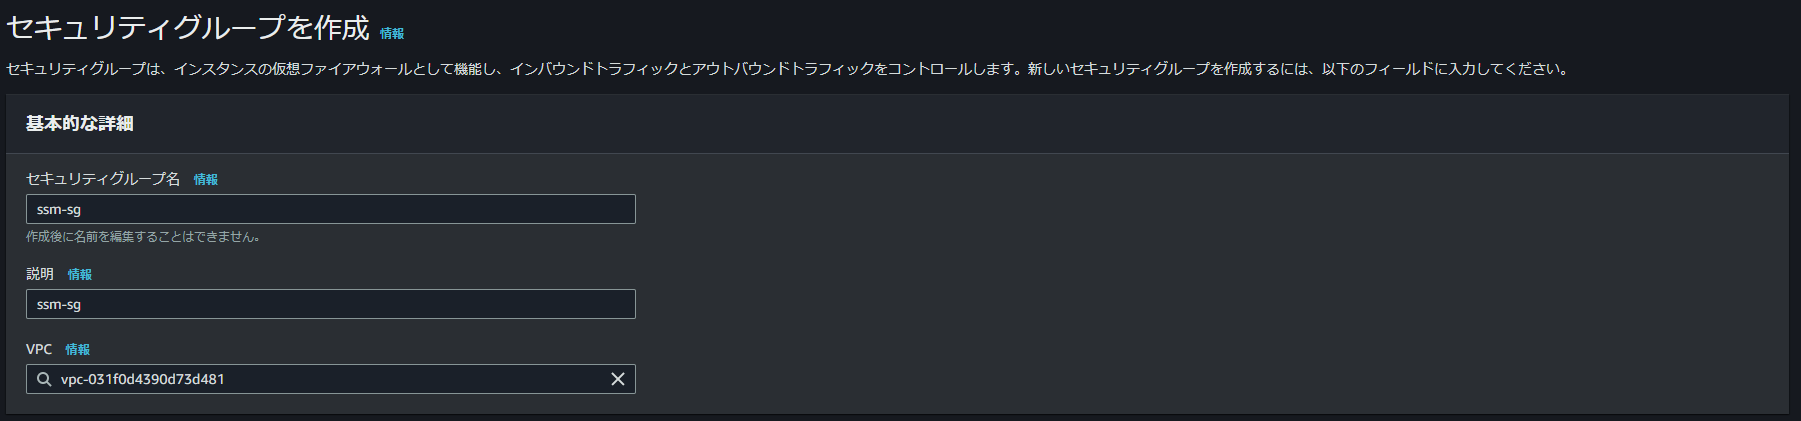 セキュリティグループを作成 情報
セキュリティグループは、インスタンスの仮想ファイアウォールとして機能し、インバウンドトラフィックとアウトバウンドトラフィックをコントロールします。新しいセキュリティグループを作成するには、以下のフィールドに入力してください。
基本的な詳細
セキュリティグループ名 情報
ssm-sg
作成後に名前を編集することはできません。
説明 情報
ssm-sg
VPC 情報
vpc-031f0d4390d73d481